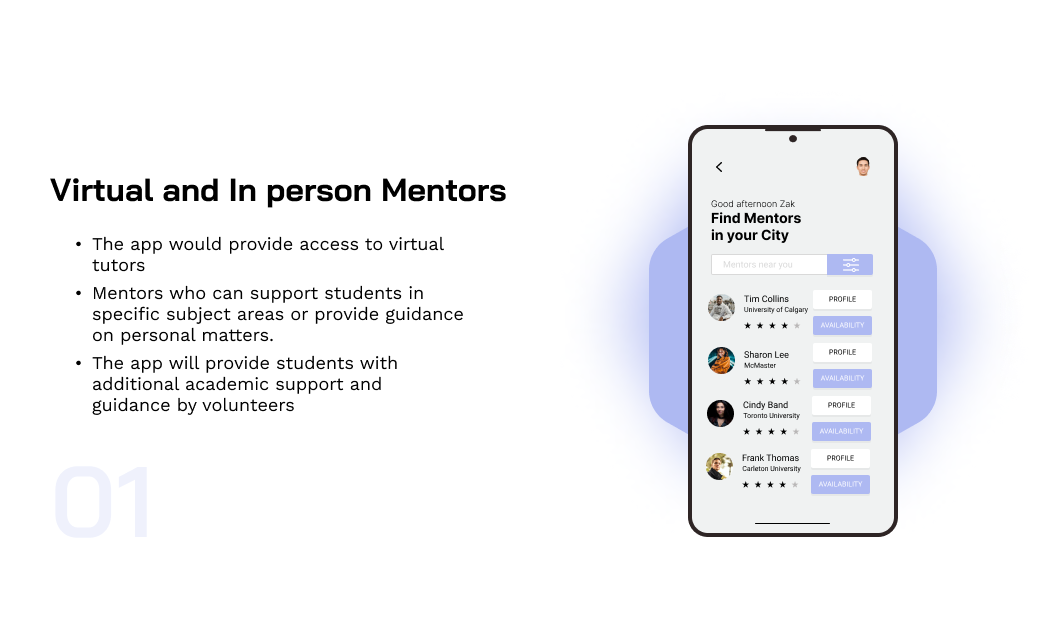 Virtual and In person Mentors
• The app would provide access to virtual
tutors
• Mentors who can support students in
specific subject areas or provide guidance
on personal matters.
• The app will provide students with
additional academic support and
guidance by volunteers
01
Good afternoon Zak
Find Mentors
in your City
Mentors near you
Tim Collins
University of Calgary
PROFILE
AVAILABILITY
Sharon Lee
McMaster
PROFILE
AVAILABILITY
Cindy Band
Toronto University
PROFILE
AVAILABILITY
Frank Thomas
Carleton University
PROFILE
AVAILABILITY